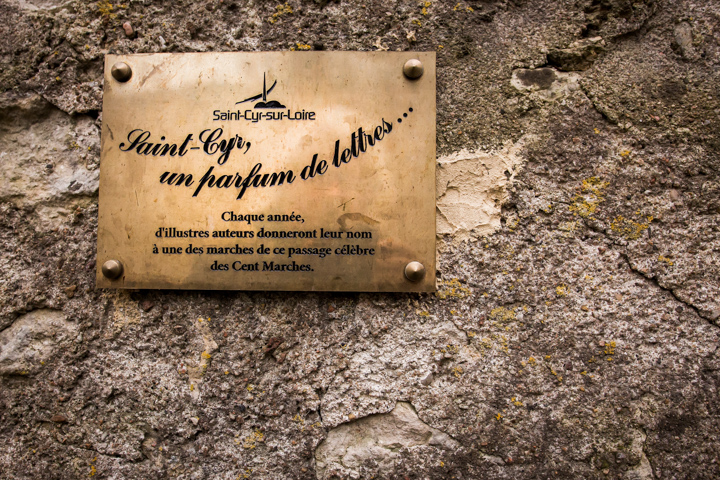 Saint-Cyr-sur-Loire
Saint-Cyr,
un parfum de lettres...
Chaque année,
d'illustres auteurs donneront leur nom
à une des marches de ce passage célèbre
des Cent Marches.